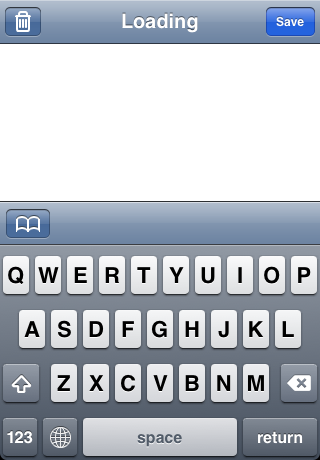 Loading
Save
Q W E R T Y U I O P
A S D F G H J K L
Z X C V B N M
123 space return